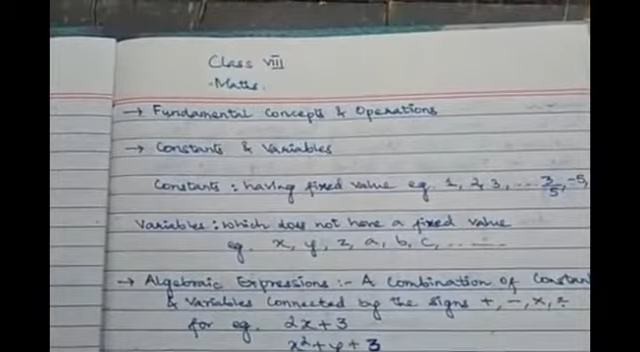 Class VIII
Maths.
→ Fundamental Concepts & Operations
→ Constants & Variables
Constants : having fixed value eg. 1, 2, 3, ... 3/5, -5,
Variables : which does not have a fixed value
eg. x, y, z, a, b, c, ........
→ Algebraic Expressions :- A Combination of Constan
& Variables connected by the signs +, -, x, ÷
for eg. 2x + 3
x² + y + 3